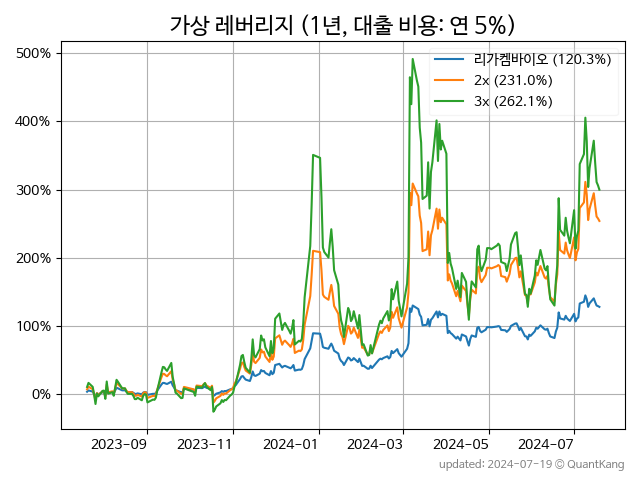 가상 레버리지 (1년, 대출 비용: 연 5%)
500%
400%
300%
200%
100%
0%
리가켐바이오 (120.3%)
2x (231.0%)
3x (262.1%)
2023-09 2023-11 2024-01 2024-03 2024-05 2024-07
updated: 2024-07-19 © QuantKang